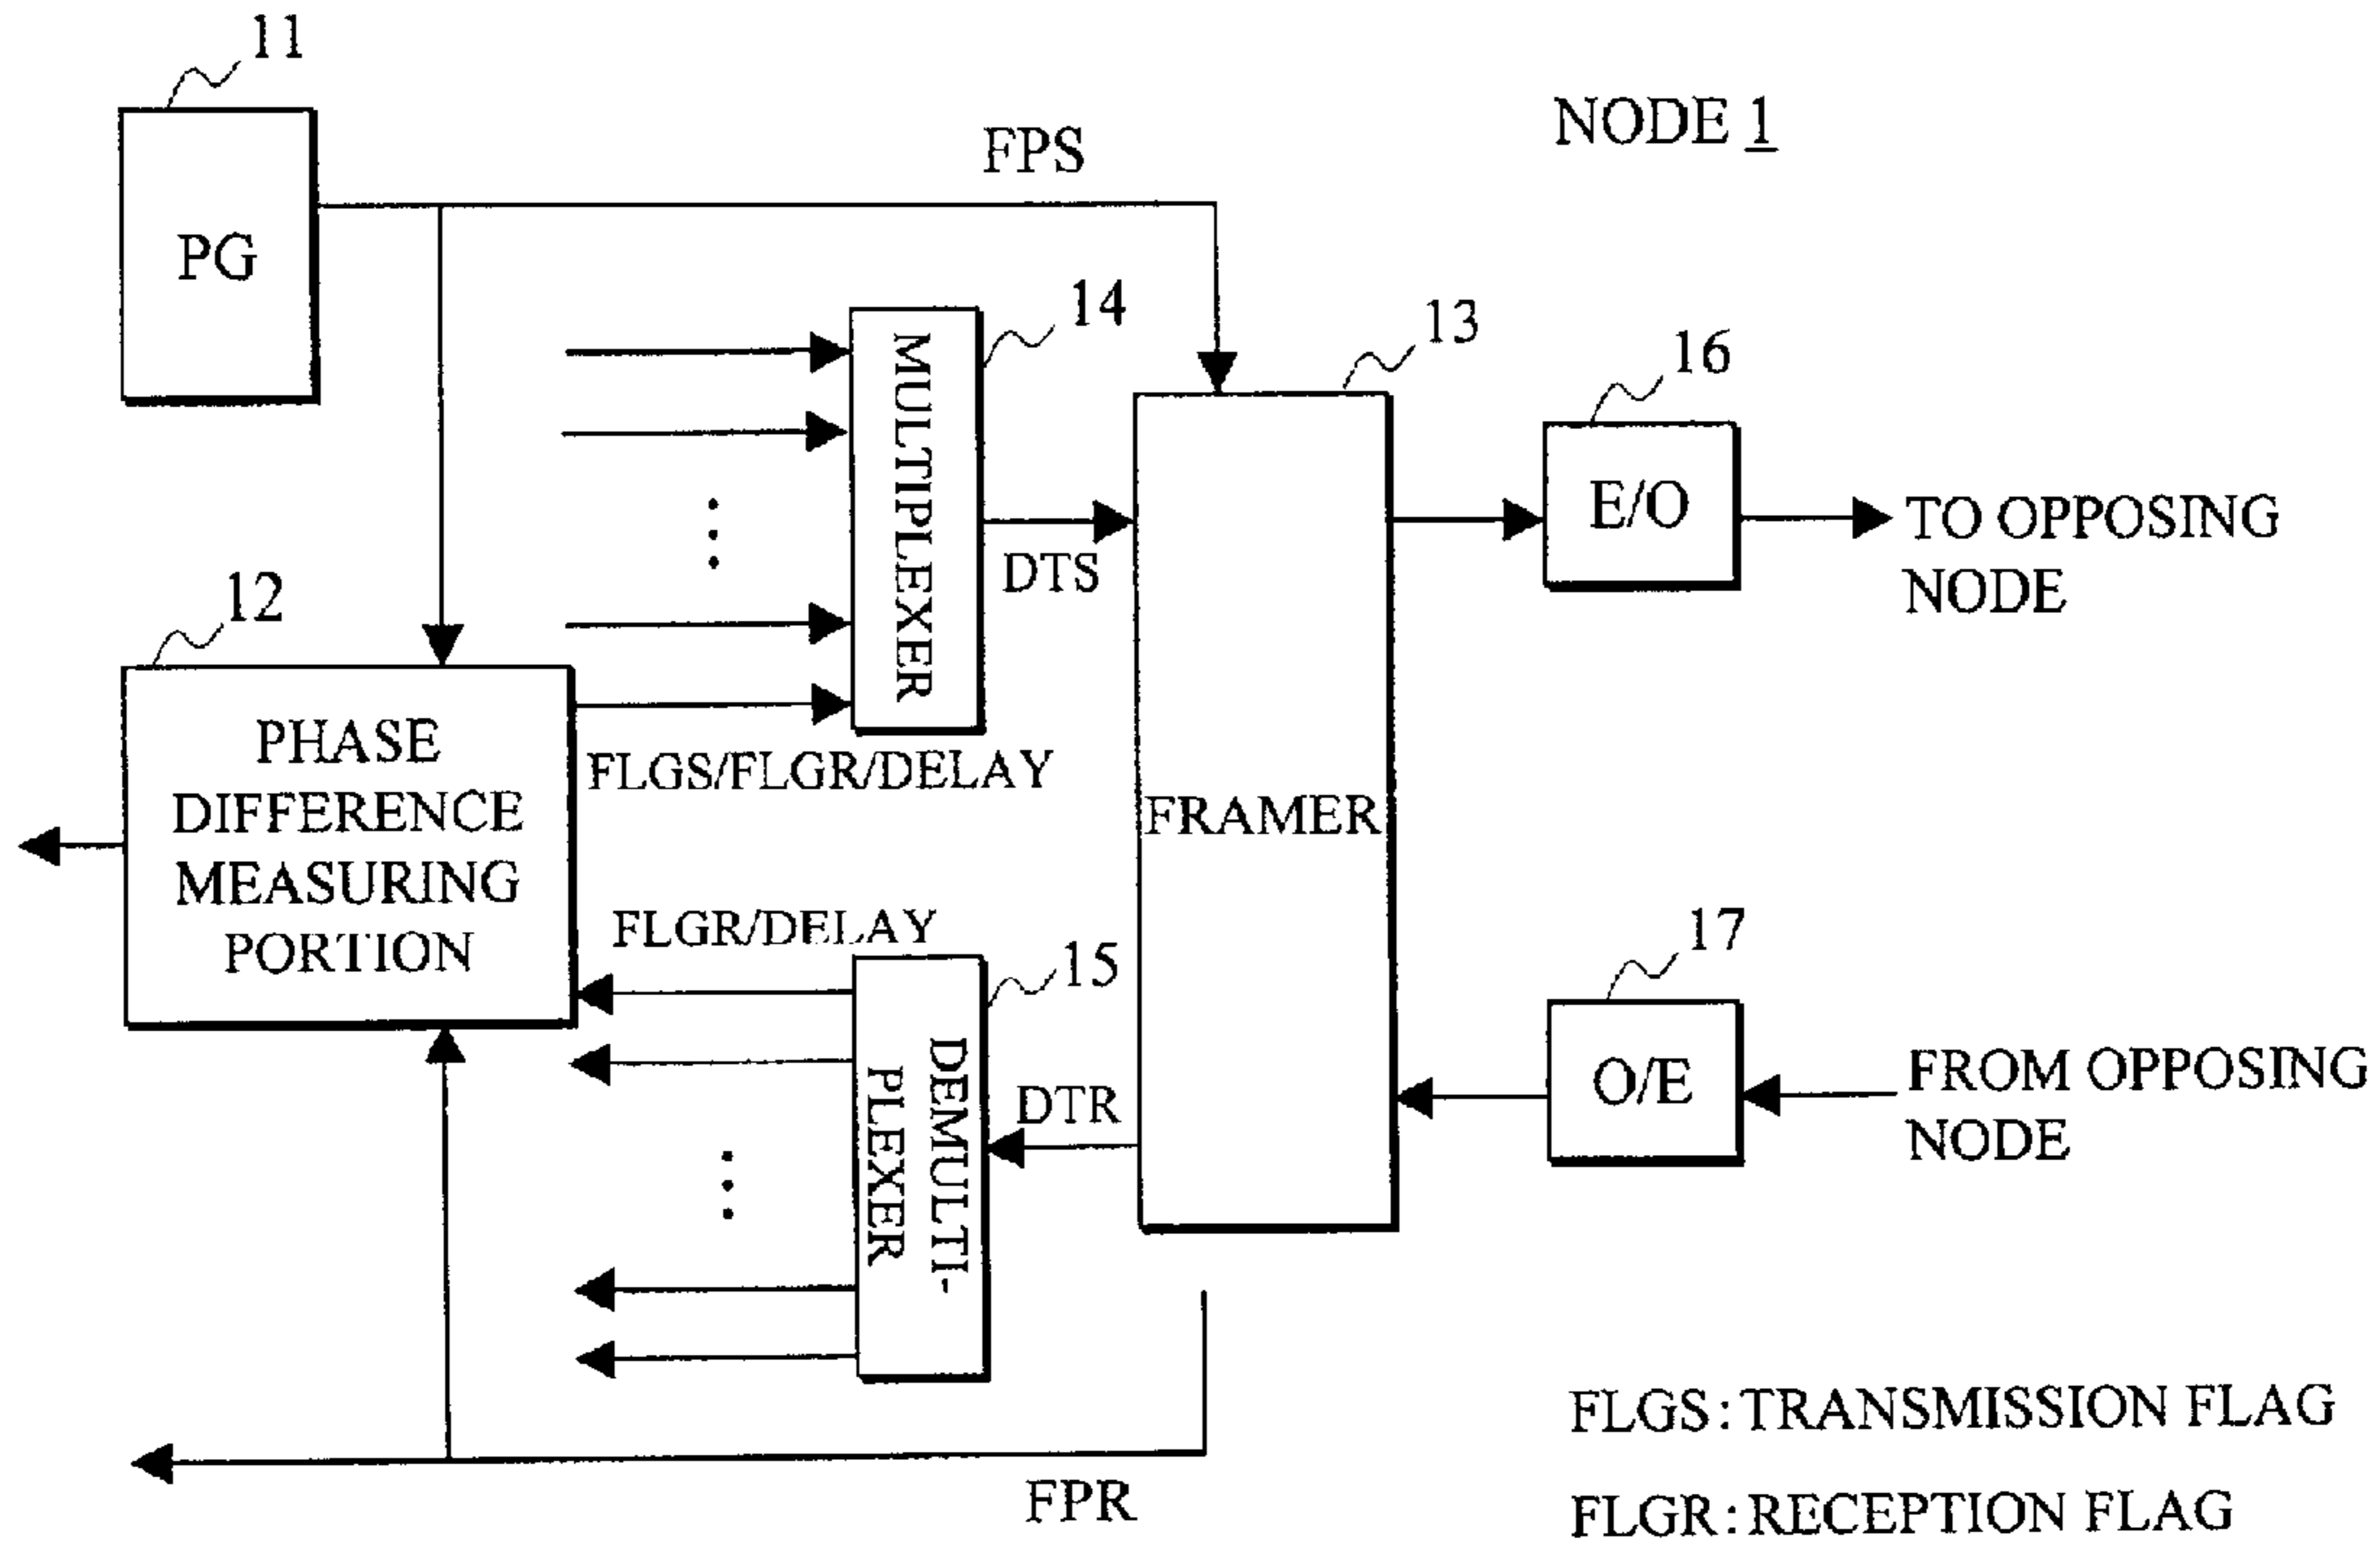 11
NODE 1
FPS
PG
14
13
16
MULTIPLEXER
E/O
TO OPPOSING
NODE
DTS
12
PHASE
DIFFERENCE
MEASURING
PORTION
FLGS/FLGR/DELAY
FRAMER
FLGR/DELAY
15
17
DEMULTI-
PLEXER
DTR
O/E
FROM OPPOSING
NODE
FPR
FLGS:TRANSMISSION FLAG
FLGR:RECEPTION FLAG